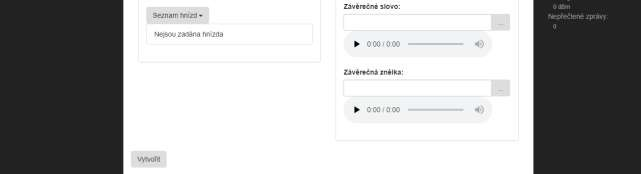 Seznam hnízd
Nejsou zadána hnízda
Závěrečné slovo:
...
0:00 / 0:00
Závěrečná znělka:
...
0:00 / 0:00
Vytvořit
0 dBm
Nepřečtené zprávy:
0